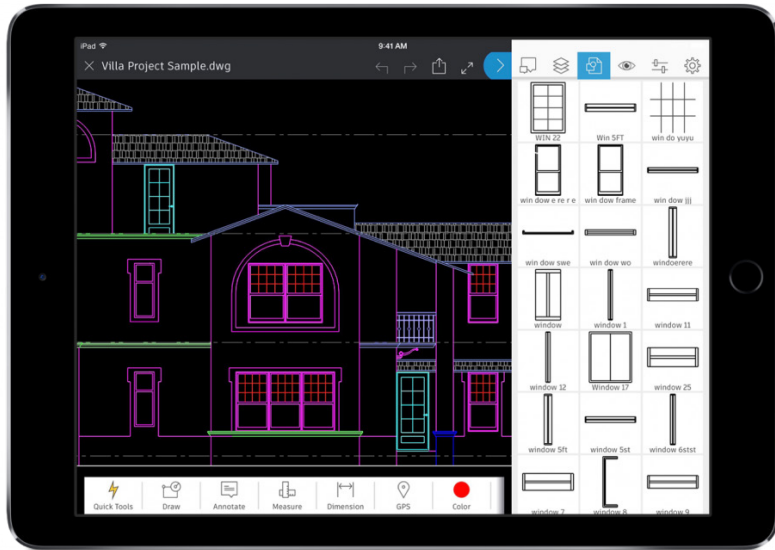 iPad 9:41 AM
Villa Project Sample.dwg
WIN 22 Win 5FT win do yuyu
win dow e re r e win dow frame win dow JJJ
win dow swe win dow wo windoerere
window window 1 window 11
window 12 Window 17 window 25
window 5ft window 5st window 6stst
window 7 window 8 window 9
Quick Tools Draw Annotate Measure Dimension GPS Color